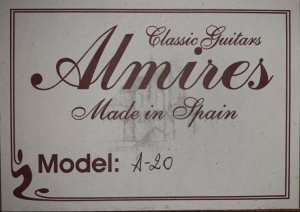 Classic Guitars
Almires
Made in Spain
Model: A-20